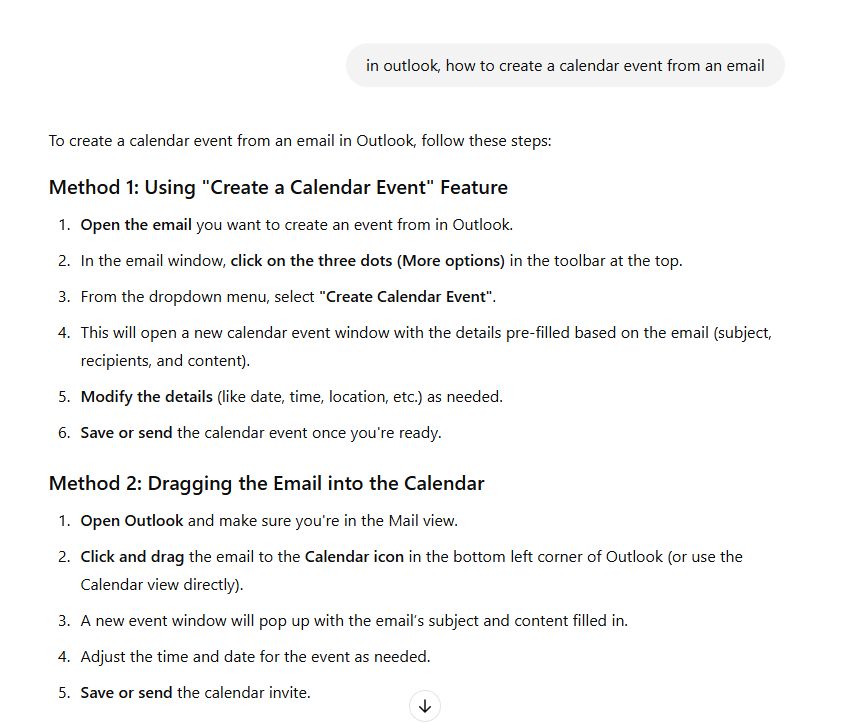 in outlook, how to create a calendar event from an email
To create a calendar event from an email in Outlook, follow these steps:
Method 1: Using "Create a Calendar Event" Feature
1. Open the email you want to create an event from in Outlook.
2. In the email window, click on the three dots (More options) in the toolbar at the top.
3. From the dropdown menu, select "Create Calendar Event".
4. This will open a new calendar event window with the details pre-filled based on the email (subject,
recipients, and content).
5. Modify the details (like date, time, location, etc.) as needed.
6. Save or send the calendar event once you're ready.
Method 2: Dragging the Email into the Calendar
1. Open Outlook and make sure you're in the Mail view.
2. Click and drag the email to the Calendar icon in the bottom left corner of Outlook (or use the
Calendar view directly).
3. A new event window will pop up with the email's subject and content filled in.
4. Adjust the time and date for the event as needed.
5. Save or send the calendar invite.